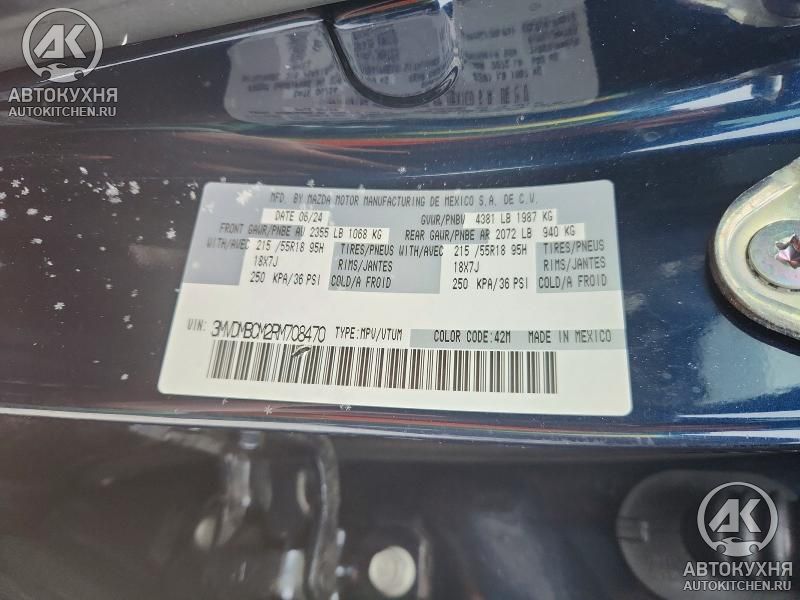 AK
АВТОКУХНЯ
AUTOKITCHEN.RU
MFD. BY MAZDA MOTOR MANUFACTURING DE MEXICO S.A. DE C.V.
DATE 06/24 GVWR/PNBV 4381 LB 1987 KG
FRONT GAWR/PNBE AV 2355 LB 1068 KG REAR GAWR/PNBE AR 2072 LB 940 KG
WITH/AVEC 215 /55R18 95H TIRES/PNEUS WITH/AVEC 215 /55R18 95H TIRES/PNEUS
18X7J RIMS/JANTES 18X7J RIMS/JANTES
250 KPA/36 PSI COLD/A FROID 250 KPA/36 PSI COLD/A FROID
VIN: 3MVDMBCM2RM708470 TYPE:MPV/VTUM COLOR CODE:42M MADE IN MEXICO
AK
АВТОКУХНЯ
AUTOKITCHEN.RU